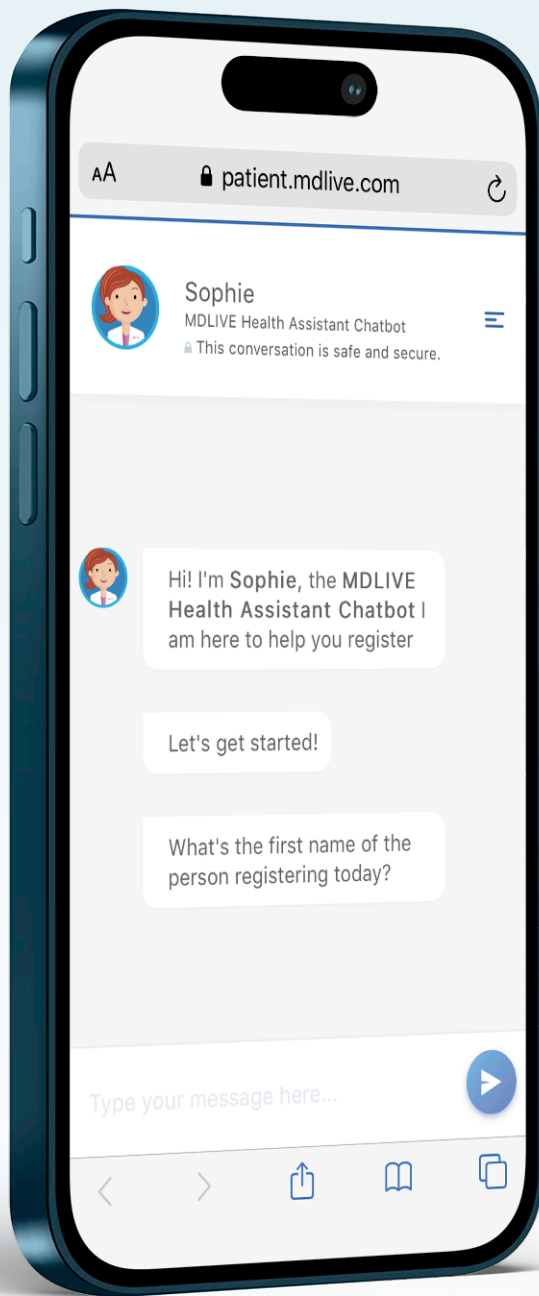 AA patient.mdlive.com
Sophie
MDLIVE Health Assistant Chatbot
This conversation is safe and secure.
Hi! I'm Sophie, the MDLIVE
Health Assistant Chatbot I
am here to help you register
Let's get started!
What's the first name of the
person registering today?
Type your message here...